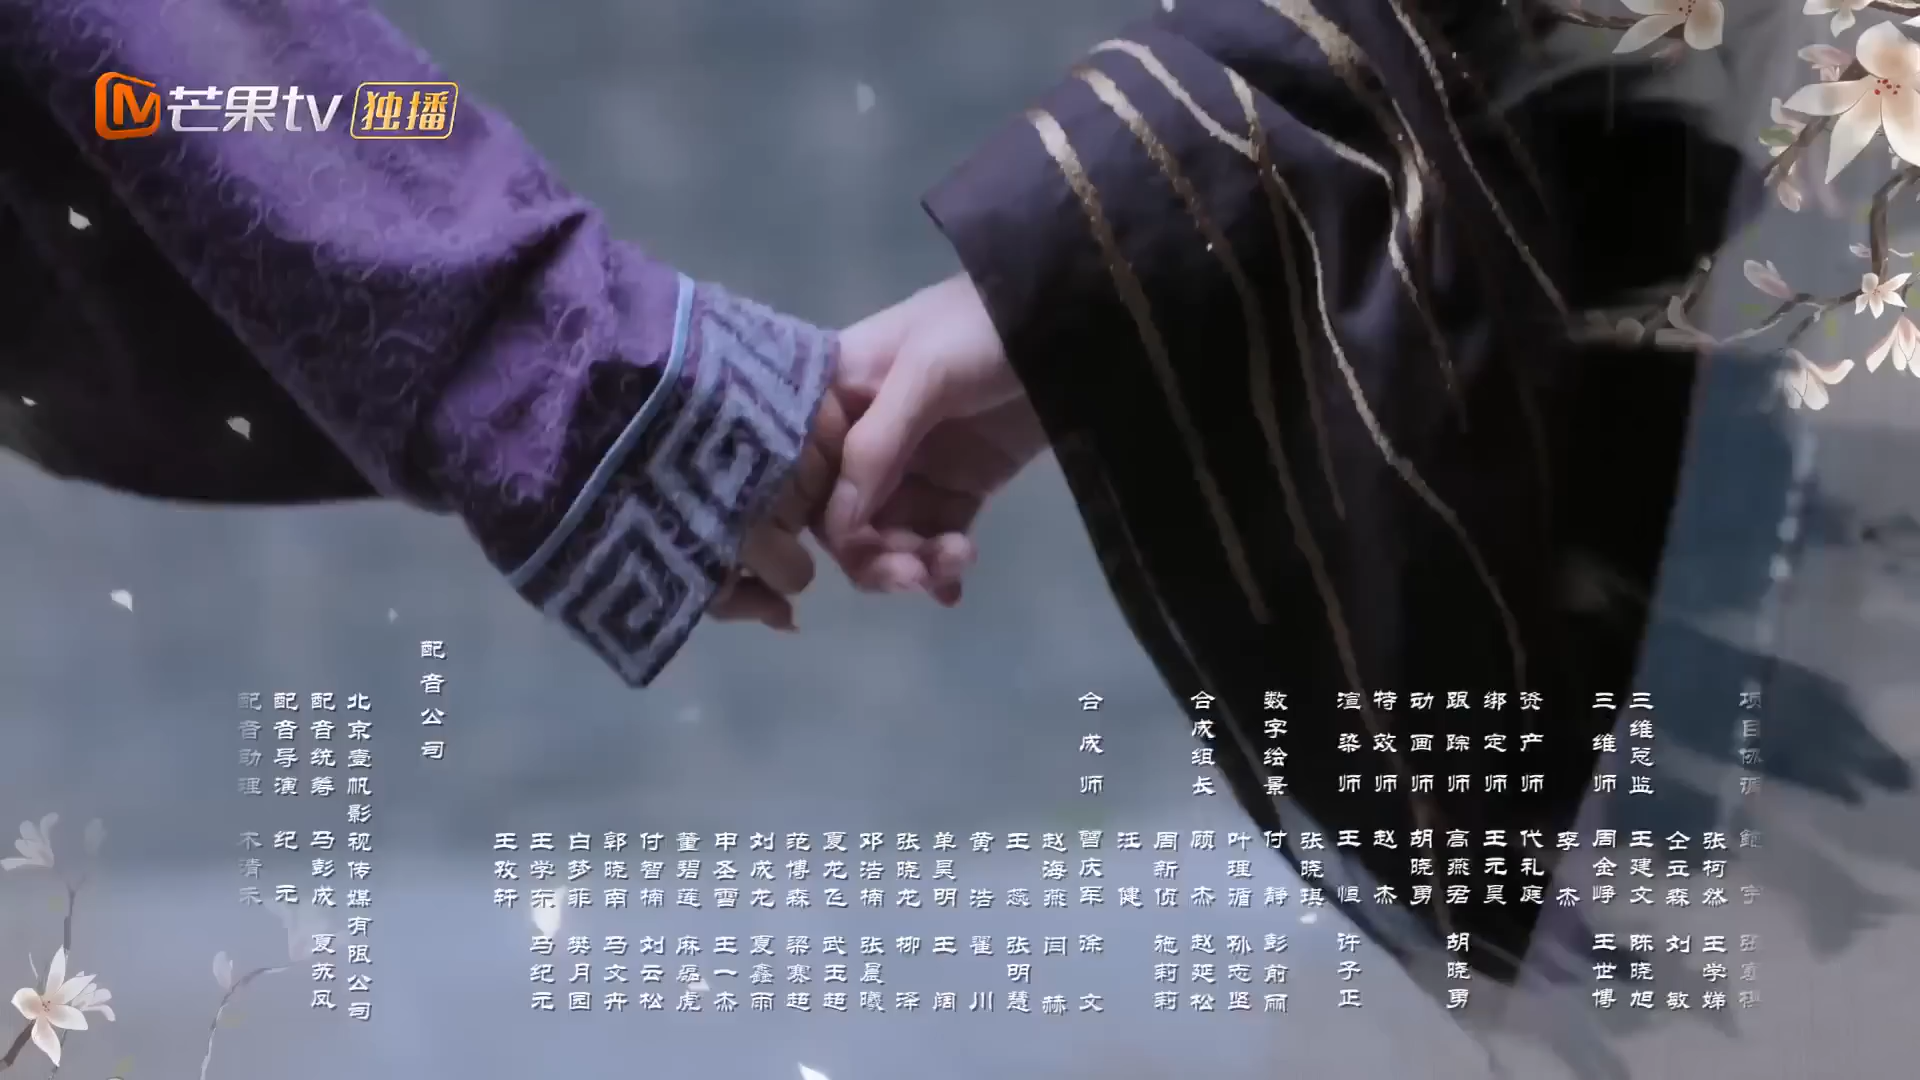 芒果tv 独播
项目协调 鲍宇
张柯然 王学娣
仝立森 刘敏
三维总监 王建文 陈晓旭
三维师 周金峥 王世博
李杰
资产师 代礼庭
绑定师 王元昊
跟踪师 高燕君 胡晓勇
动画师 胡晓勇
特效师 赵杰
渲染师 王恒 许子正
张晓琪
数字绘景 付静 彭俞丽
叶理循 孙志坚
合成组长 顾杰 赵延松
周新侦 施莉莉
汪健
合成师 曾庆军 徐文
赵海燕 闫赫
王蕊 张明慧
黄浩 翟川
单昊明 王阔
张晓龙 柳泽
邓浩楠 张晨曦
夏龙飞 武玉超
范博森 梁赛超
刘成龙 夏鑫雨
申圣雪 王一杰
董碧莲 麻磊虎
付智楠 刘云松
郭晓南 马文卉
白梦菲 樊月园
王学东 马纪元
王孜轩
配音公司
北京壹帆影视传媒有限公司
配音统筹 马彭成 夏苏凤
配音导演 纪元
配音助理 木清禾